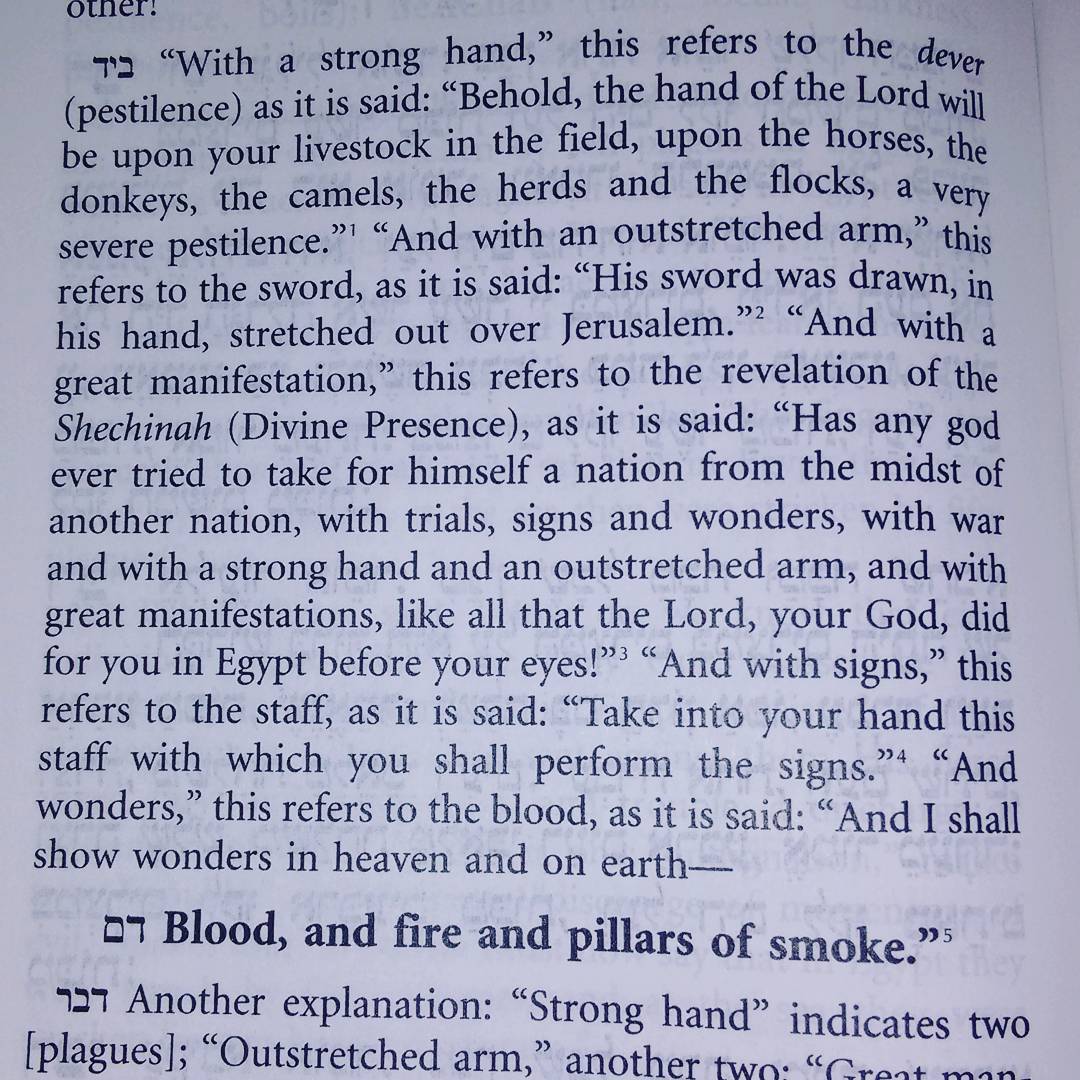 other!
ביד “With a strong hand,” this refers to the dever
(pestilence) as it is said: “Behold, the hand of the Lord will
be upon your livestock in the field, upon the horses, the
donkeys, the camels, the herds and the flocks, a very
severe pestilence.”¹ “And with an outstretched arm,” this
refers to the sword, as it is said: “His sword was drawn, in
his hand, stretched out over Jerusalem.”² “And with a
great manifestation,” this refers to the revelation of the
Shechinah (Divine Presence), as it is said: “Has any god
ever tried to take for himself a nation from the midst of
another nation, with trials, signs and wonders, with war
and with a strong hand and an outstretched arm, and with
great manifestations, like all that the Lord, your God, did
for you in Egypt before your eyes!”³ “And with signs,” this
refers to the staff, as it is said: “Take into your hand this
staff with which you shall perform the signs.”⁴ “And
wonders,” this refers to the blood, as it is said: “And I shall
show wonders in heaven and on earth—
דם Blood, and fire and pillars of smoke.”⁵
דבר Another explanation: “Strong hand” indicates two
[plagues]; “Outstretched arm,” another two; “Great man-